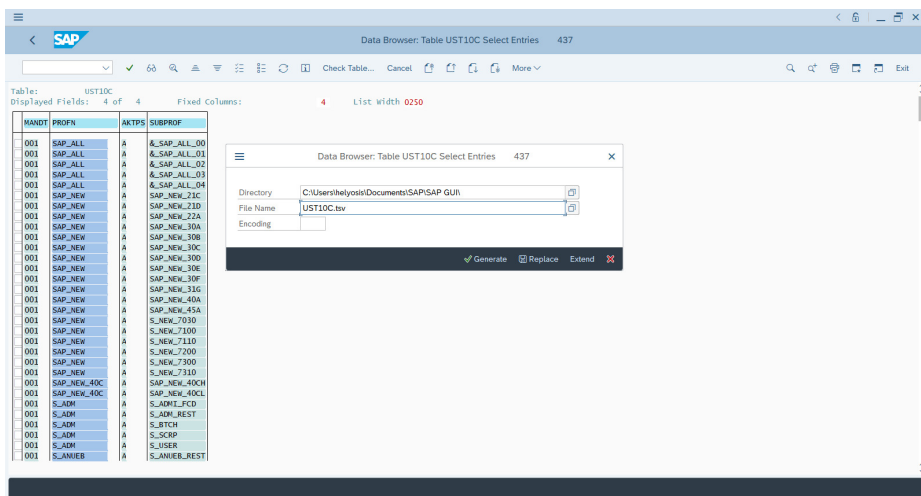 SAP
Data Browser: Table UST10C Select Entries 437
Check Table... Cancel More Exit
Table: UST10C
Displayed Fields: 4 of 4 Fixed Columns: 4 List Width 0250
MANDT PROFN AKTPS SUBPROF
001 SAP_ALL A &_SAP_ALL_00
001 SAP_ALL A &_SAP_ALL_01
001 SAP_ALL A &_SAP_ALL_02
001 SAP_ALL A &_SAP_ALL_03
001 SAP_ALL A &_SAP_ALL_04
001 SAP_NEW A SAP_NEW_21C
001 SAP_NEW A SAP_NEW_21D
001 SAP_NEW A SAP_NEW_22A
001 SAP_NEW A SAP_NEW_30A
001 SAP_NEW A SAP_NEW_30B
001 SAP_NEW A SAP_NEW_30C
001 SAP_NEW A SAP_NEW_30D
001 SAP_NEW A SAP_NEW_30E
001 SAP_NEW A SAP_NEW_30F
001 SAP_NEW A SAP_NEW_31G
001 SAP_NEW A SAP_NEW_40A
001 SAP_NEW A SAP_NEW_45A
001 SAP_NEW A S_NEW_7030
001 SAP_NEW A S_NEW_7100
001 SAP_NEW A S_NEW_7110
001 SAP_NEW A S_NEW_7200
001 SAP_NEW A S_NEW_7300
001 SAP_NEW A S_NEW_7310
001 SAP_NEW_40C A SAP_NEW_40CH
001 SAP_NEW_40C A SAP_NEW_40CL
001 S_ADM A S_ADMI_FCD
001 S_ADM A S_ADM_REST
001 S_ADM A S_BTCH
001 S_ADM A S_SCRP
001 S_ADM A S_USER
001 S_ANUEB A S_ANUEB_REST
Data Browser: Table UST10C Select Entries 437
Directory C:\Users\helyosis\Documents\SAP\SAP GUI\
File Name UST10C.tsv
Encoding
Generate Replace Extend